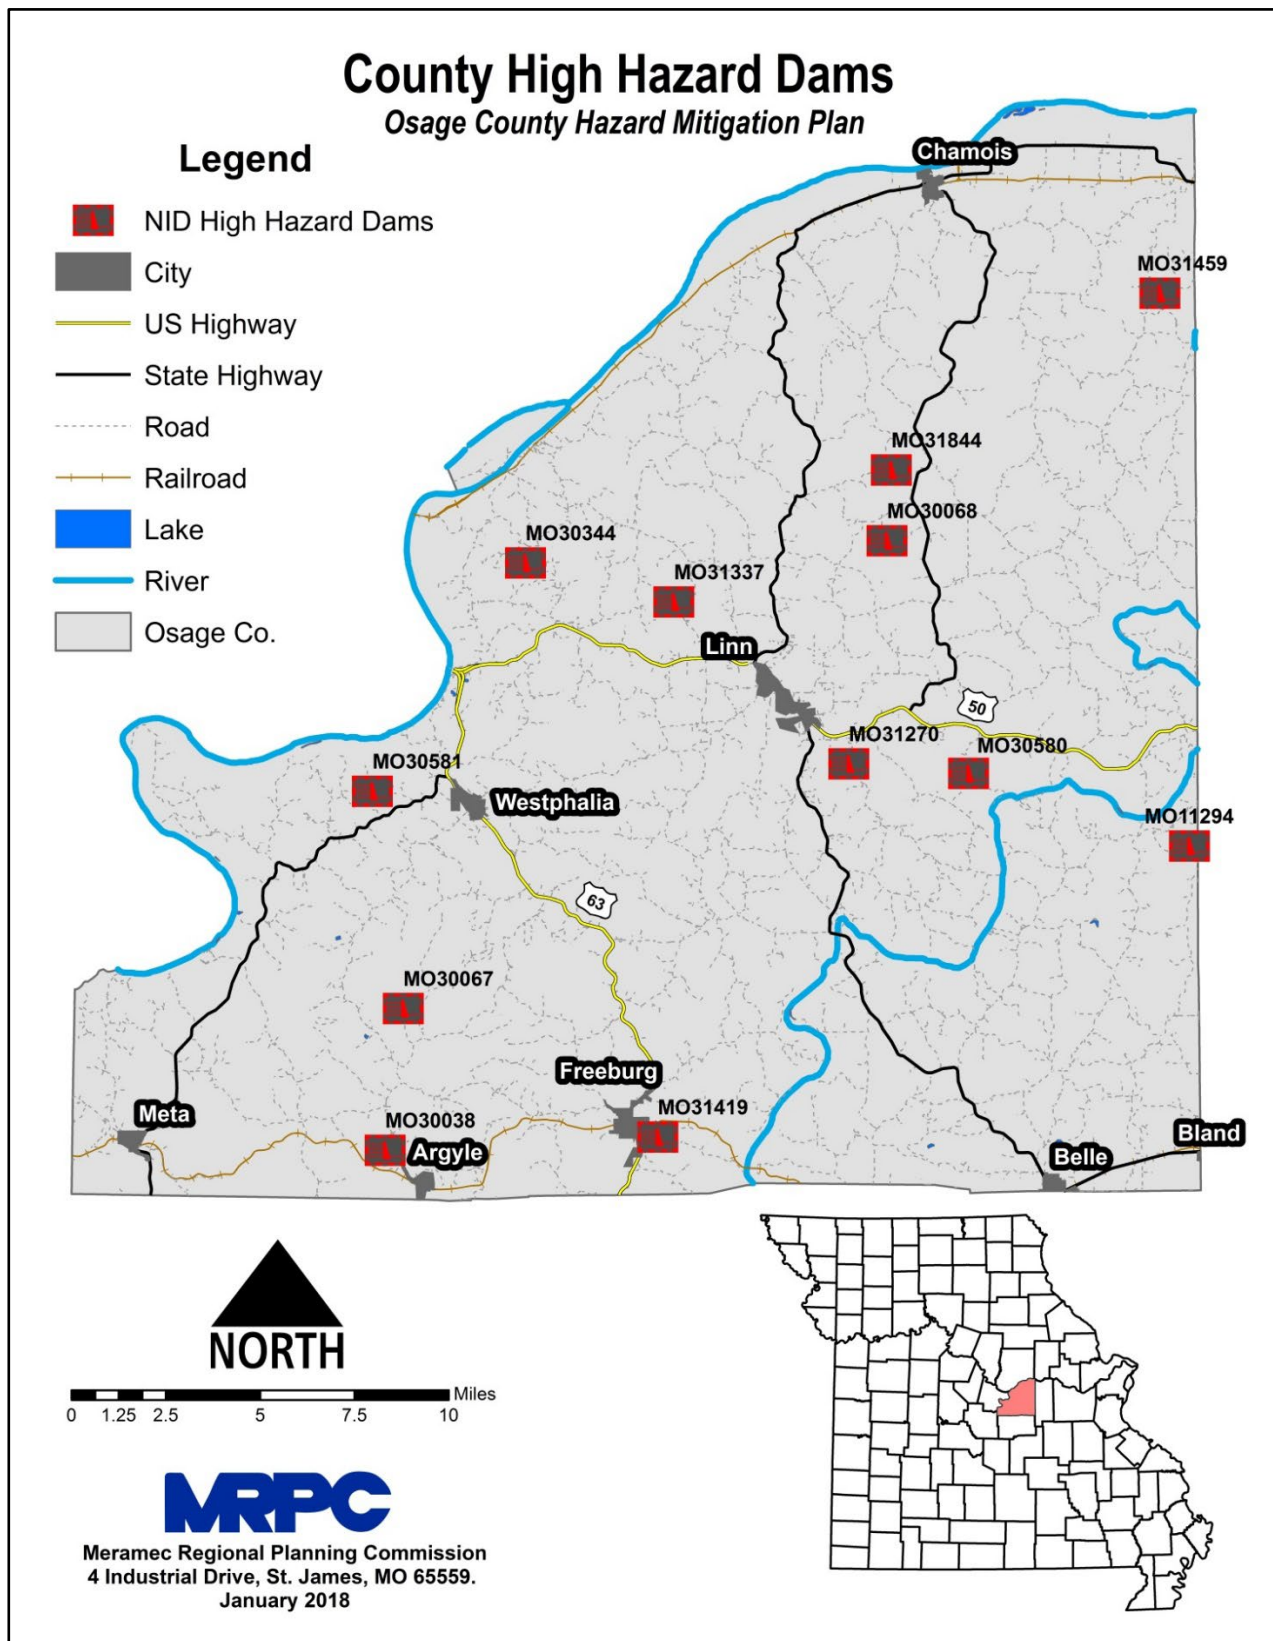 County High Hazard Dams
Osage County Hazard Mitigation Plan
Legend
NID High Hazard Dams
City
US Highway
State Highway
Road
Railroad
Lake
River
Osage Co.
Chamois
MO31459
MO31844
MO30068
MO30344
MO31337
Linn
50
MO31270
MO30580
MO30581
Westphalia
MO11294
63
MO30067
Freeburg
Meta
MO30038
MO31419
Argyle
Belle
Bland
NORTH
Miles
0 1.25 2.5 5 7.5 10
MRPC
Meramec Regional Planning Commission
4 Industrial Drive, St. James, MO 65559.
January 2018